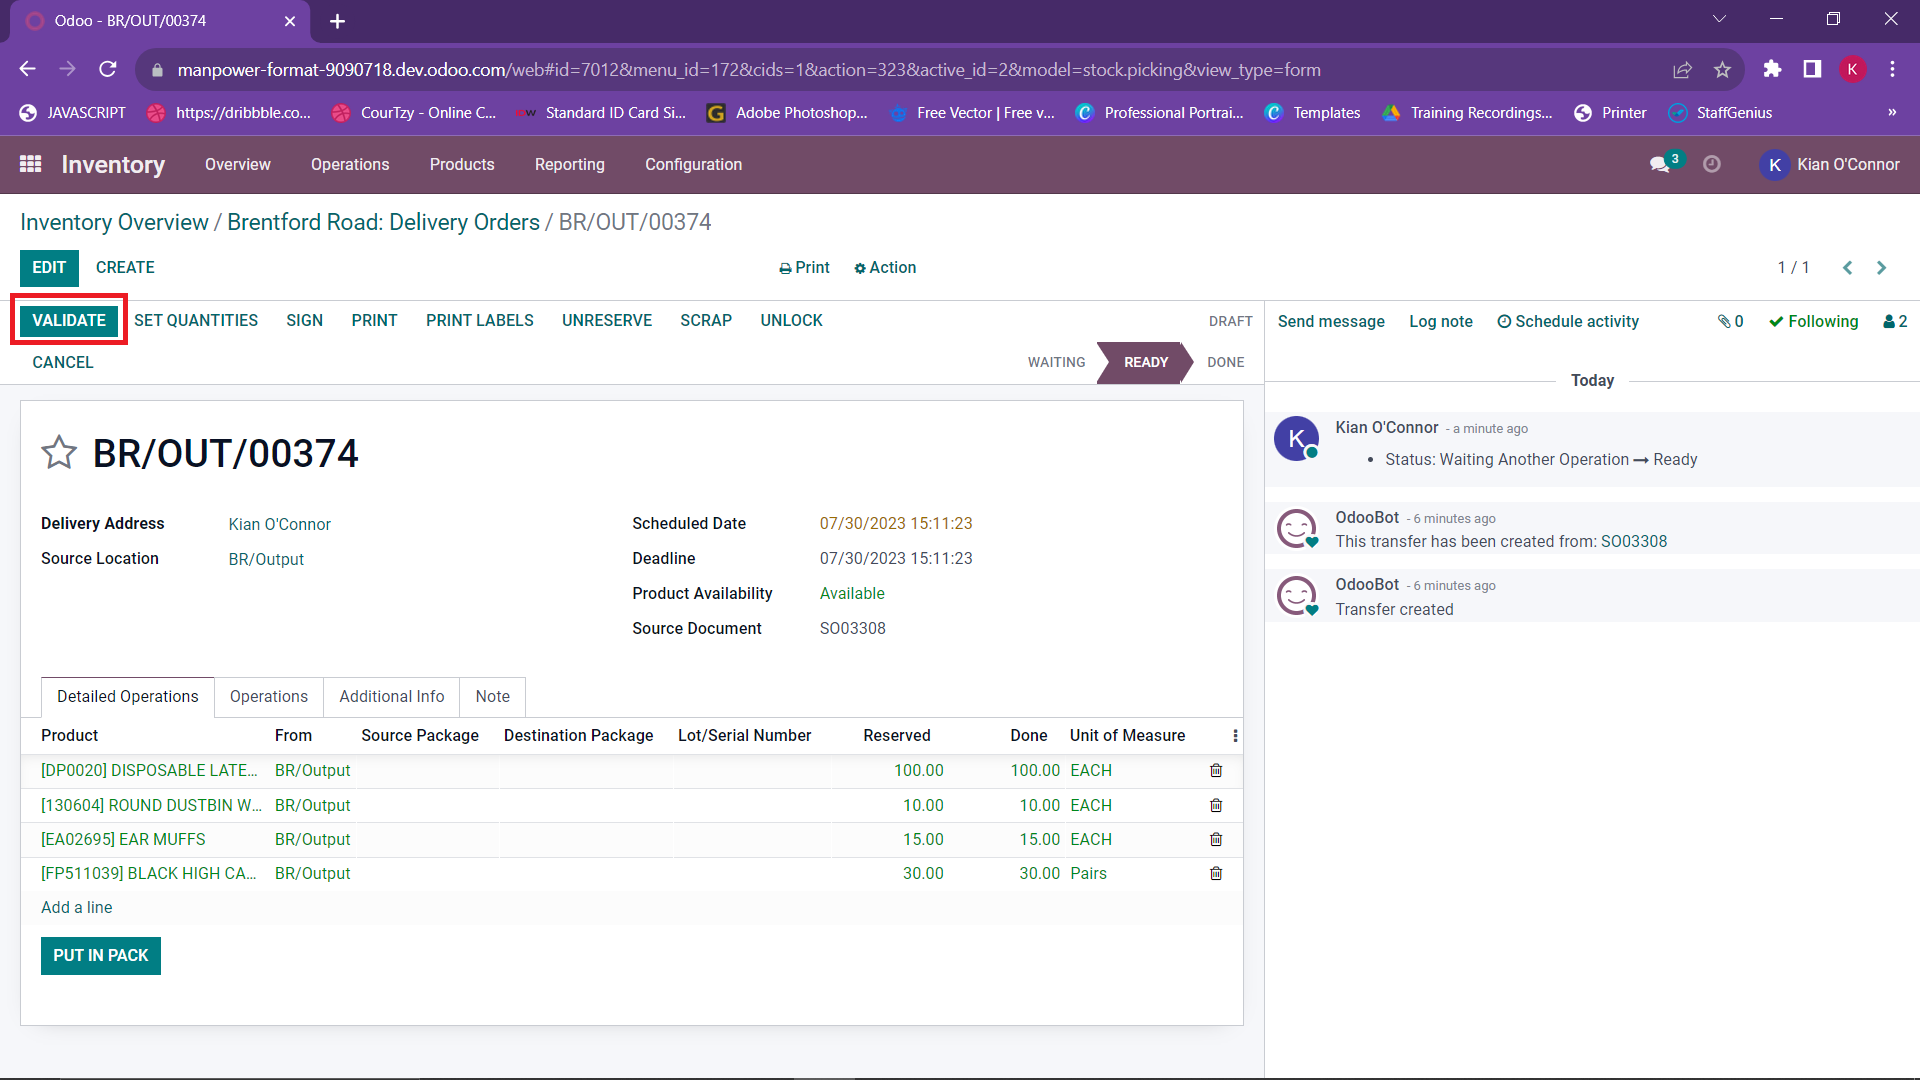 Odoo - BR/OUT/00374
manpower-format-9090718.dev.odoo.com/web#id=7012&menu_id=172&cids=1&action=323&active_id=2&model=stock.picking&view_type=form
K
JAVASCRIPT https://dribbble.co... CourTzy - Online C... Standard ID Card Si... Adobe Photoshop... Free Vector | Free v... Professional Portrai... Templates Training Recordings... Printer StaffGenius »
Inventory Overview Operations Products Reporting Configuration 3 K Kian O'Connor
Inventory Overview / Brentford Road: Delivery Orders / BR/OUT/00374
EDIT CREATE Print Action 1 / 1
VALIDATE SET QUANTITIES SIGN PRINT PRINT LABELS UNRESERVE SCRAP UNLOCK DRAFT
CANCEL WAITING READY DONE
Send message Log note Schedule activity 0 Following 2
BR/OUT/00374
Delivery Address Kian O'Connor
Source Location BR/Output
Scheduled Date 07/30/2023 15:11:23
Deadline 07/30/2023 15:11:23
Product Availability Available
Source Document SO03308
Detailed Operations Operations Additional Info Note
Product From Source Package Destination Package Lot/Serial Number Reserved Done Unit of Measure
[DP0020] DISPOSABLE LATE... BR/Output 100.00 100.00 EACH
[130604] ROUND DUSTBIN W... BR/Output 10.00 10.00 EACH
[EA02695] EAR MUFFS BR/Output 15.00 15.00 EACH
[FP511039] BLACK HIGH CA... BR/Output 30.00 30.00 Pairs
Add a line
PUT IN PACK
Today
K Kian O'Connor - a minute ago
• Status: Waiting Another Operation → Ready
OdooBot - 6 minutes ago
This transfer has been created from: SO03308
OdooBot - 6 minutes ago
Transfer created